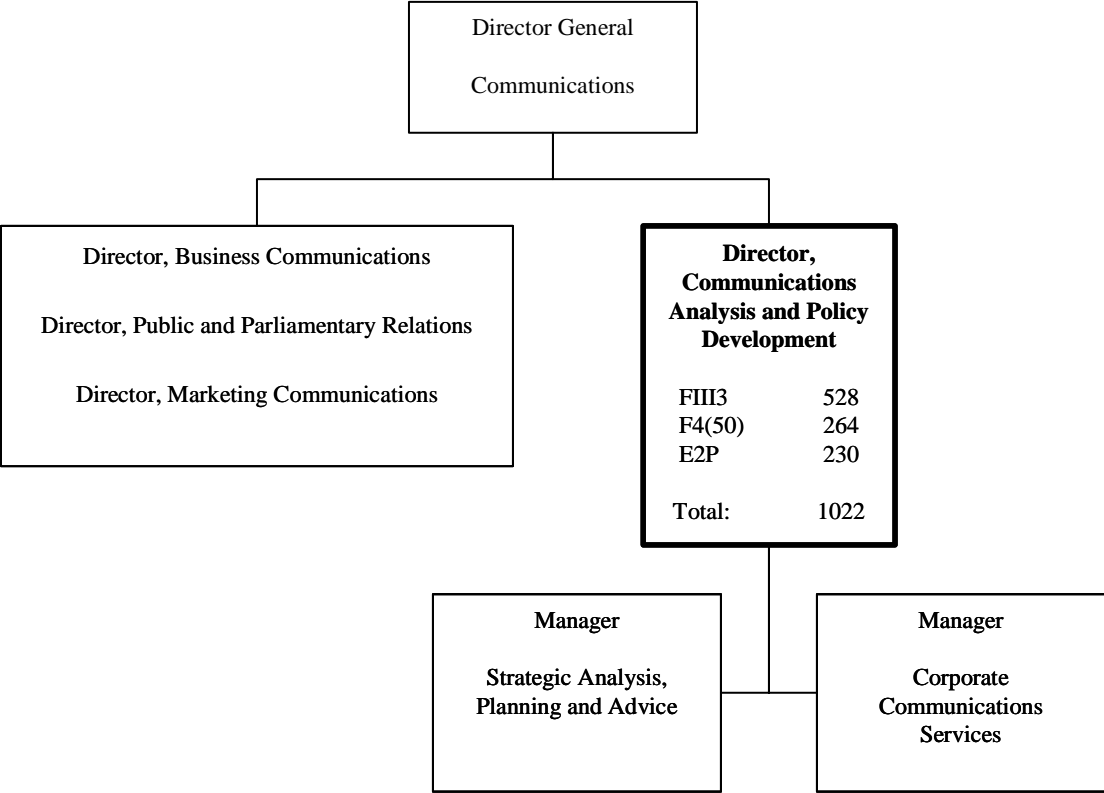 Director General
Communications
Director, Business Communications
Director, Public and Parliamentary Relations
Director, Marketing Communications
Director,
Communications
Analysis and Policy
Development
FIII3 528
F4(50) 264
E2P 230
Total: 1022
Manager
Strategic Analysis,
Planning and Advice
Manager
Corporate
Communications
Services